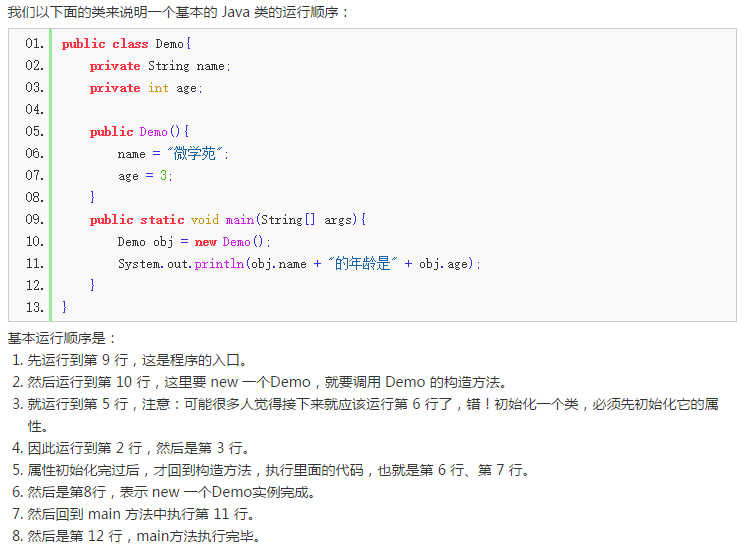 我们以下面的类来说明一个基本的 Java 类的运行顺序：
01. public class Demo{
02. private String name;
03. private int age;
04.
05. public Demo(){
06. name = "微学苑";
07. age = 3;
08. }
09. public static void main(String[] args){
10. Demo obj = new Demo();
11. System.out.println(obj.name + "的年龄是" + obj.age);
12. }
13. }
基本运行顺序是：
1. 先运行到第 9 行，这是程序的入口。
2. 然后运行到第 10 行，这里要 new 一个Demo，就要调用 Demo 的构造方法。
3. 就运行到第 5 行，注意：可能很多人觉得接下来就应该运行第 6 行了，错！初始化一个类，必须先初始化它的属
性。
4. 因此运行到第 2 行，然后是第 3 行。
5. 属性初始化完过后，才回到构造方法，执行里面的代码，也就是第 6 行、第 7 行。
6. 然后是第8行，表示 new 一个Demo实例完成。
7. 然后回到 main 方法中执行第 11 行。
8. 然后是第 12 行，main方法执行完毕。